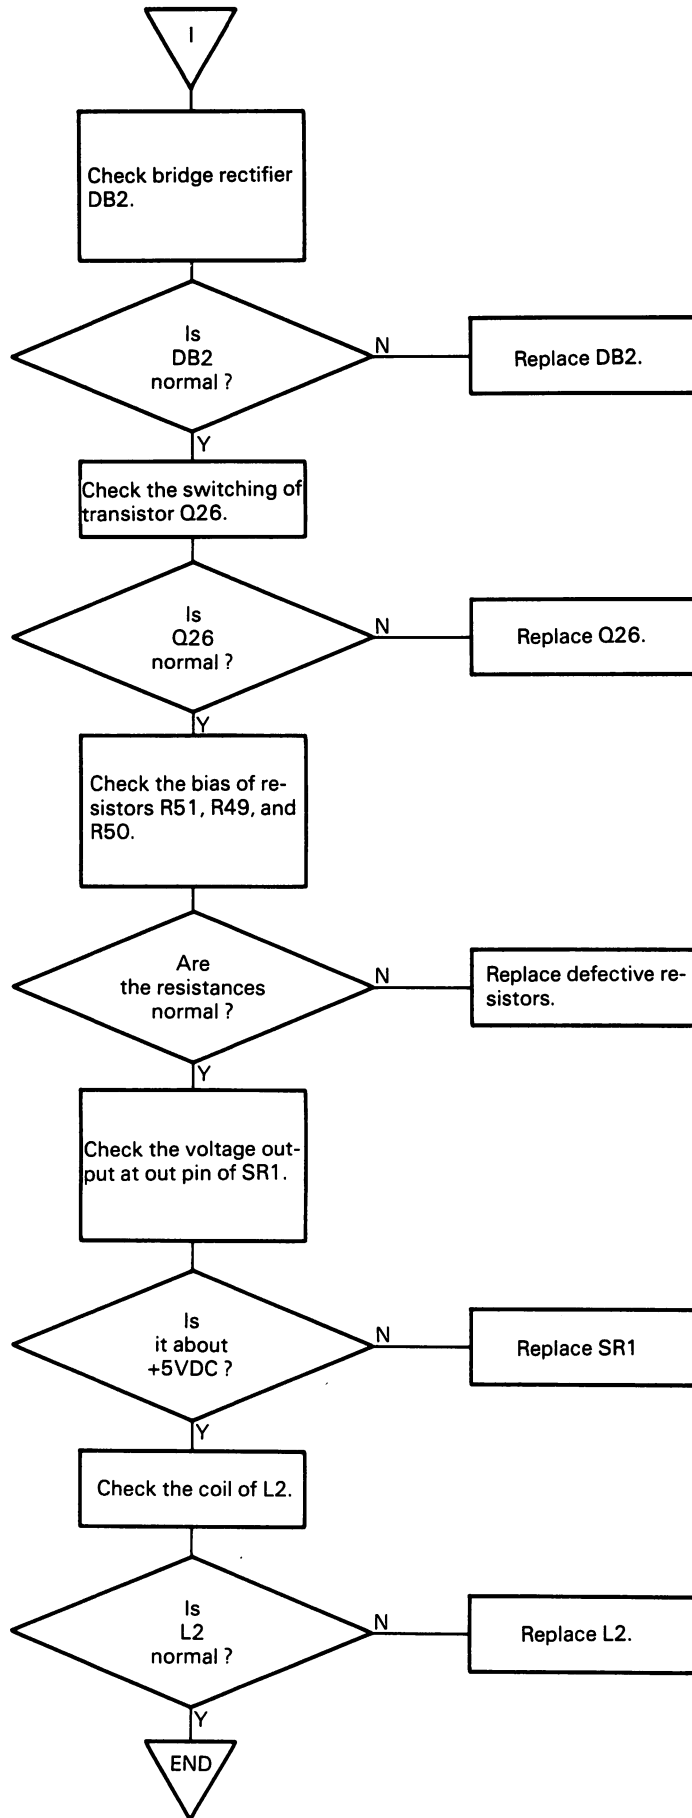 I
Check bridge rectifier
DB2.
Is
DB2
normal ?
N
Replace DB2.
Y
Check the switching of
transistor Q26.
Is
Q26
normal ?
N
Replace Q26.
Y
Check the bias of re-
sistors R51, R49, and
R50.
Are
the resistances
normal ?
N
Replace defective re-
sistors.
Y
Check the voltage out-
put at out pin of SR1.
Is
it about
+5VDC ?
N
Replace SR1
Y
Check the coil of L2.
Is
L2
normal ?
N
Replace L2.
Y
END